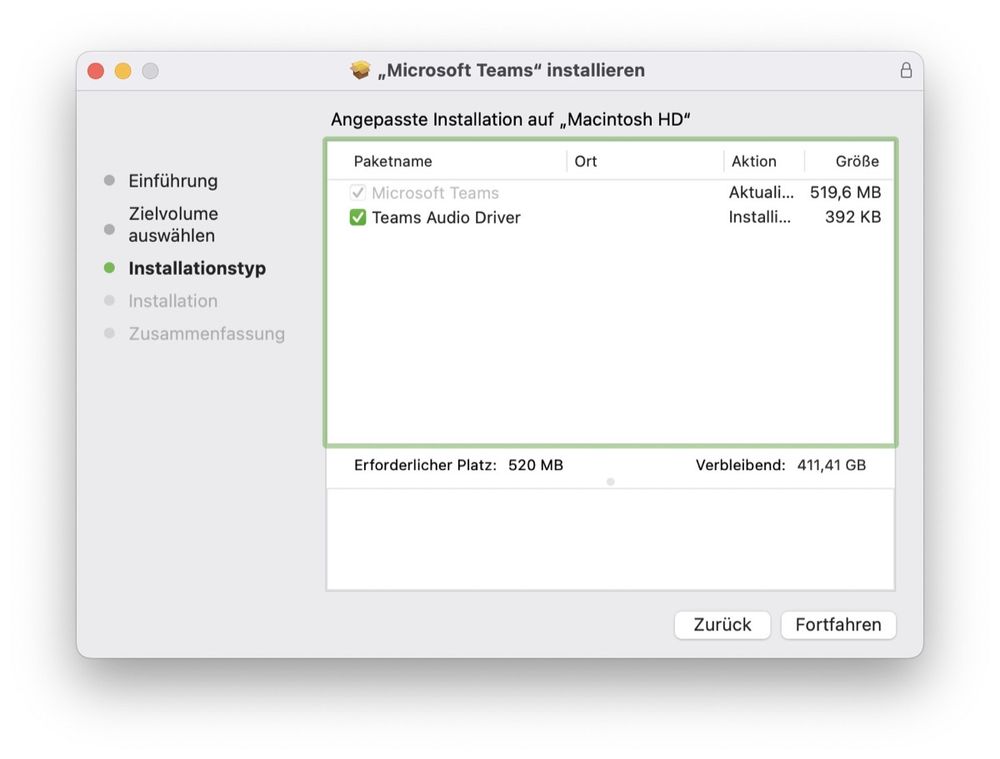 „Microsoft Teams“ installieren
Angepasste Installation auf „Macintosh HD“
Einführung
Zielvolume
auswählen
Installationstyp
Installation
Zusammenfassung
Paketname Ort Aktion Größe
Microsoft Teams Aktuali... 519,6 MB
Teams Audio Driver Installi... 392 KB
Erforderlicher Platz: 520 MB Verbleibend: 411,41 GB
Zurück Fortfahren